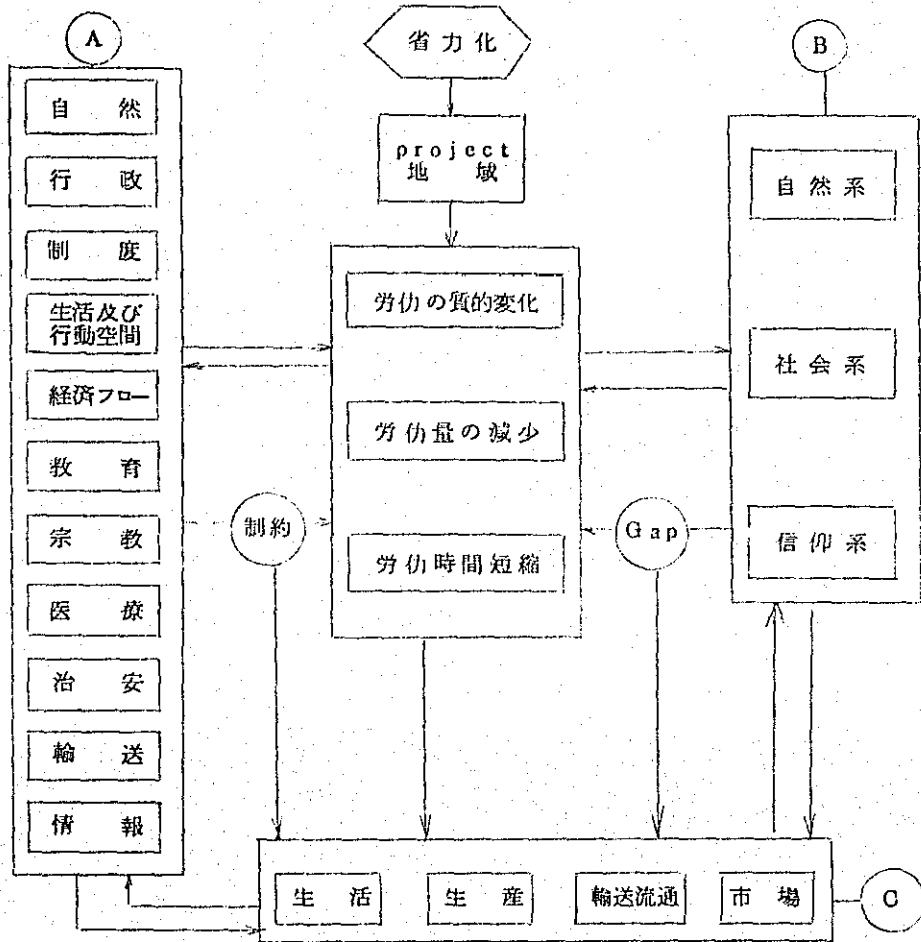 A
省力化
B
project
地域
自然
行政
制度
生活及び
行動空間
経済フロー
教育
宗教
医療
治安
輸送
情報
労仂の質的変化
労仂量の減少
労仂時間短縮
制約
Gap
自然系
社会系
信仰系
生活
生産
輸送流通
市場
C